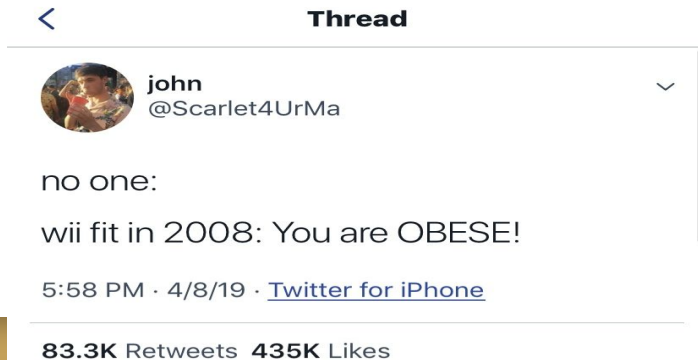 Thread
john
@Scarlet4UrMa
no one:
wii fit in 2008: You are OBESE!
5:58 PM · 4/8/19 · Twitter for iPhone
83.3K Retweets 435K Likes